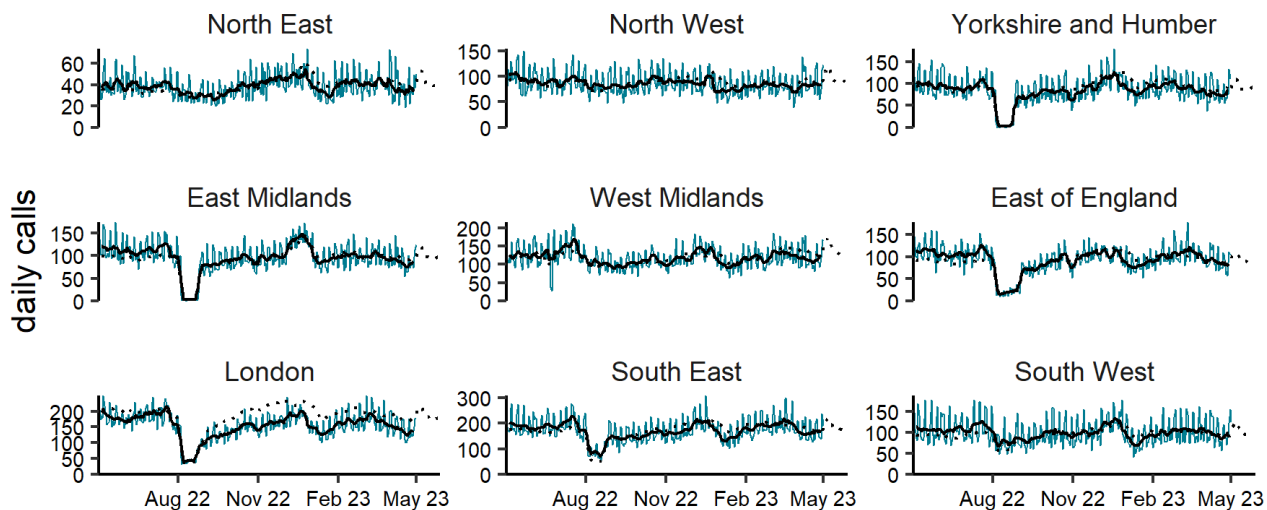 North East
North West
Yorkshire and Humber
60
40
20
0
150
100
50
0
150
100
50
0
East Midlands
West Midlands
East of England
150
100
50
0
200
150
100
50
0
150
100
50
0
daily calls
London
South East
South West
200
150
100
50
0
300
200
100
0
150
100
50
0
Aug 22 Nov 22 Feb 23 May 23
Aug 22 Nov 22 Feb 23 May 23
Aug 22 Nov 22 Feb 23 May 23